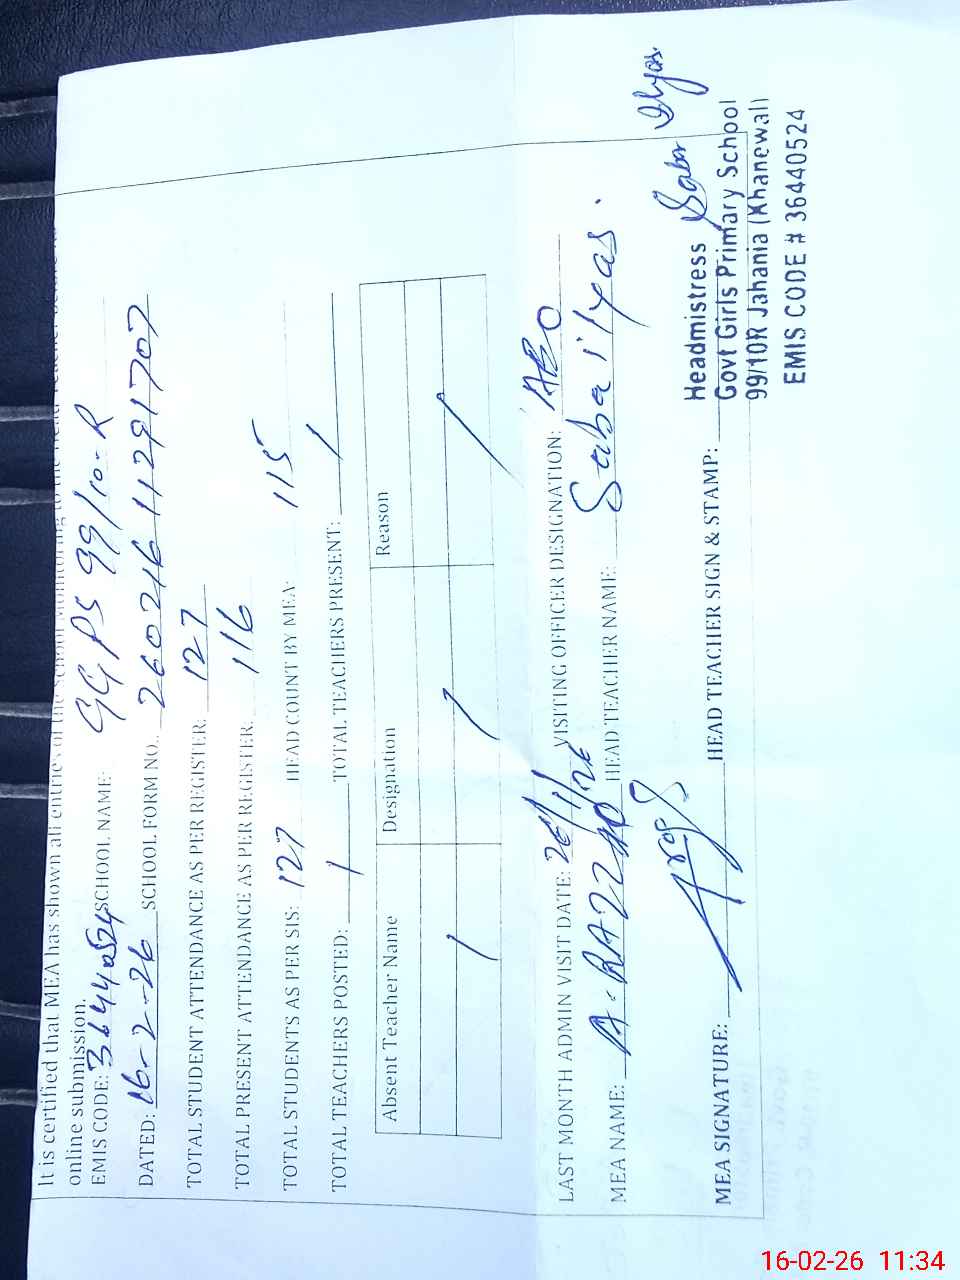 It is certified that MEA has shown all entries of the School Monitoring to the Head Teacher before the
online submission.
EMIS CODE: 36440524 SCHOOL NAME: GGPS 99/10-R
DATED: 16-2-26 SCHOOL FORM NO.: 26021611291707
TOTAL STUDENT ATTENDANCE AS PER REGISTER: 127
TOTAL PRESENT ATTENDANCE AS PER REGISTER: 116
TOTAL STUDENTS AS PER SIS: 127 HEAD COUNT BY MEA: 115
TOTAL TEACHERS POSTED: 1 TOTAL TEACHERS PRESENT: 1
Absent Teacher Name Designation Reason
/ / /
LAST MONTH ADMIN VISIT DATE: VISITING OFFICER DESIGNATION: AEO
MEA NAME: A. RAZZAQ HEAD TEACHER NAME: Saba ilyas.
MEA SIGNATURE: HEAD TEACHER SIGN & STAMP:
Headmistress Saba Ilyas
Govt Girls Primary School
99/10R Jahania (Khanewal)
EMIS CODE # 36440524
16-02-26 11:34